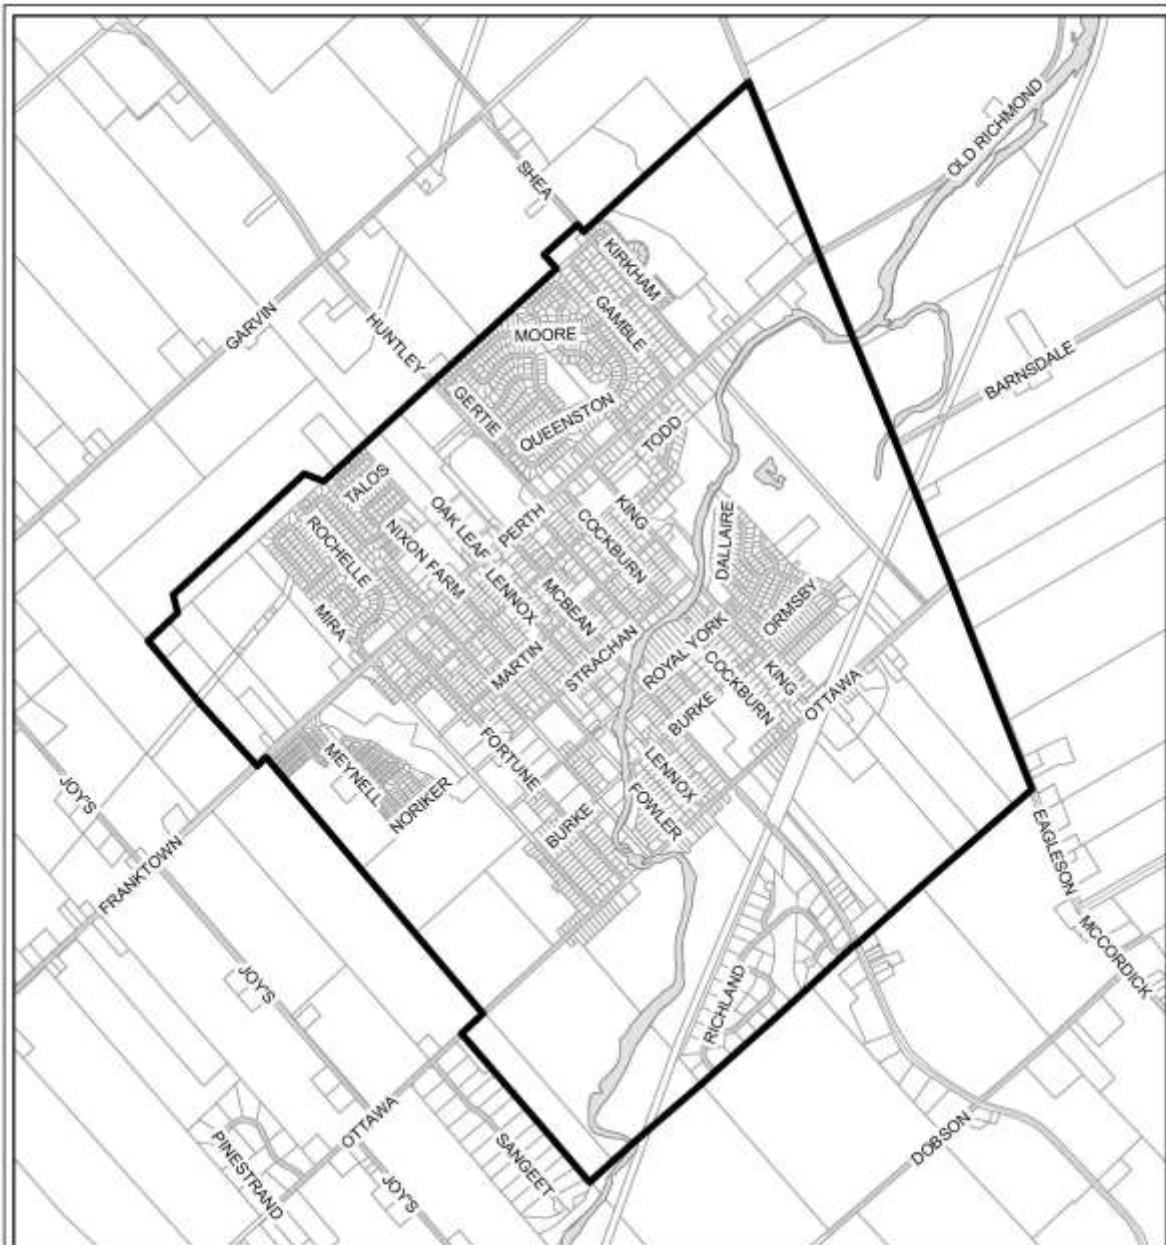 OLD RICHMOND
SHEA
KIRKHAM
GARVIN
HUNTLEY
GAMBLE
MOORE
BARNSDALE
GERTIE
QUEENSTON
TODD
TALOS
OAK LEAF
PERTH
KING
COCKBURN
DALLAIRE
ROCHELLE
NIXON FARM
LENNOX
MCBEAN
MIRA
ORMSBY
MARTIN
STRACHAN
ROYAL YORK
COCKBURN
KING
OTTAWA
BURKE
FORTUNE
MEYNELL
LENNOX
NORIKER
FOWLER
BURKE
JOY'S
EAGLESON
FRANKTOWN
MCCORDICK
JOY'S
RICHLAND
OTTAWA
DOBSON
PINESTRAND
SANGEET
JOY'S